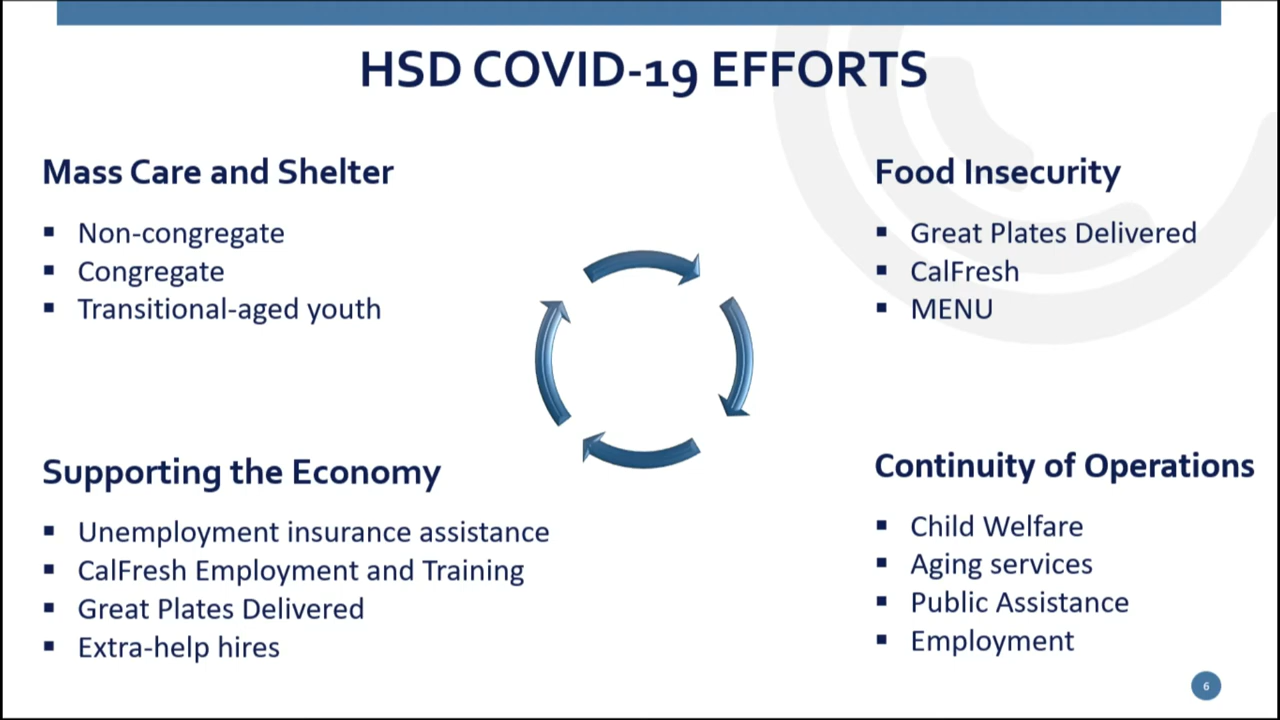 HSD COVID-19 EFFORTS
Mass Care and Shelter
▪ Non-congregate
▪ Congregate
▪ Transitional-aged youth
Food Insecurity
▪ Great Plates Delivered
▪ CalFresh
▪ MENU
Supporting the Economy
▪ Unemployment insurance assistance
▪ CalFresh Employment and Training
▪ Great Plates Delivered
▪ Extra-help hires
Continuity of Operations
▪ Child Welfare
▪ Aging services
▪ Public Assistance
▪ Employment
6